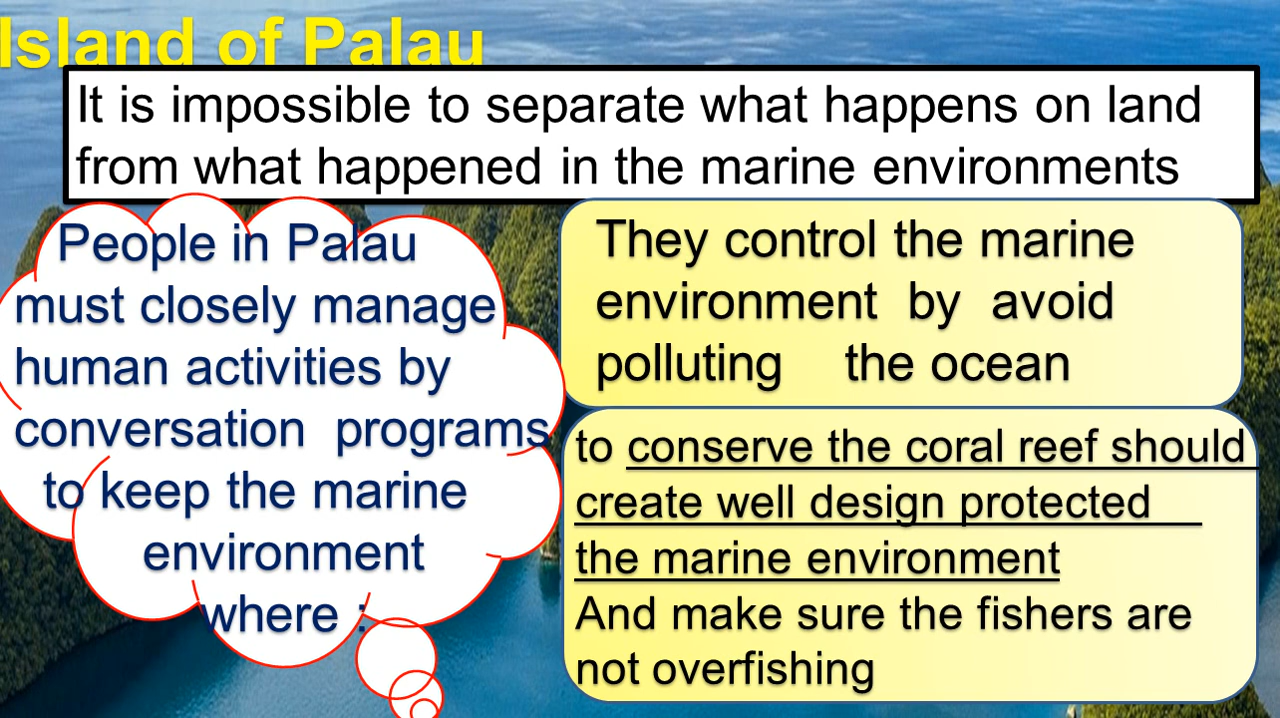 Island of Palau
It is impossible to separate what happens on land
from what happened in the marine environments
People in Palau
must closely manage
human activities by
conversation programs
to keep the marine
environment
where :
They control the marine
environment by avoid
polluting the ocean
to conserve the coral reef should
create well design protected
the marine environment
And make sure the fishers are
not overfishing